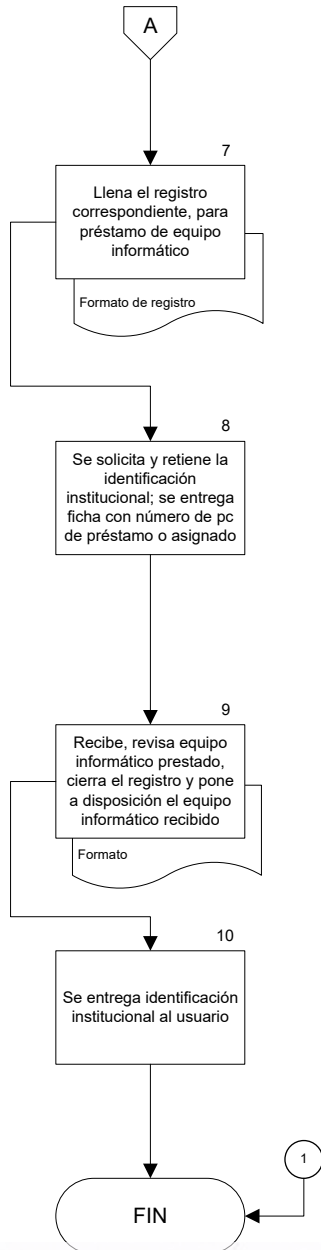 A
7
Llena el registro
correspondiente, para
préstamo de equipo
informático
Formato de registro
8
Se solicita y retiene la
identificación
institucional; se entrega
ficha con número de pc
de préstamo o asignado
9
Recibe, revisa equipo
informático prestado,
cierra el registro y pone
a disposición el equipo
informático recibido
Formato
10
Se entrega identificación
institucional al usuario
1
FIN